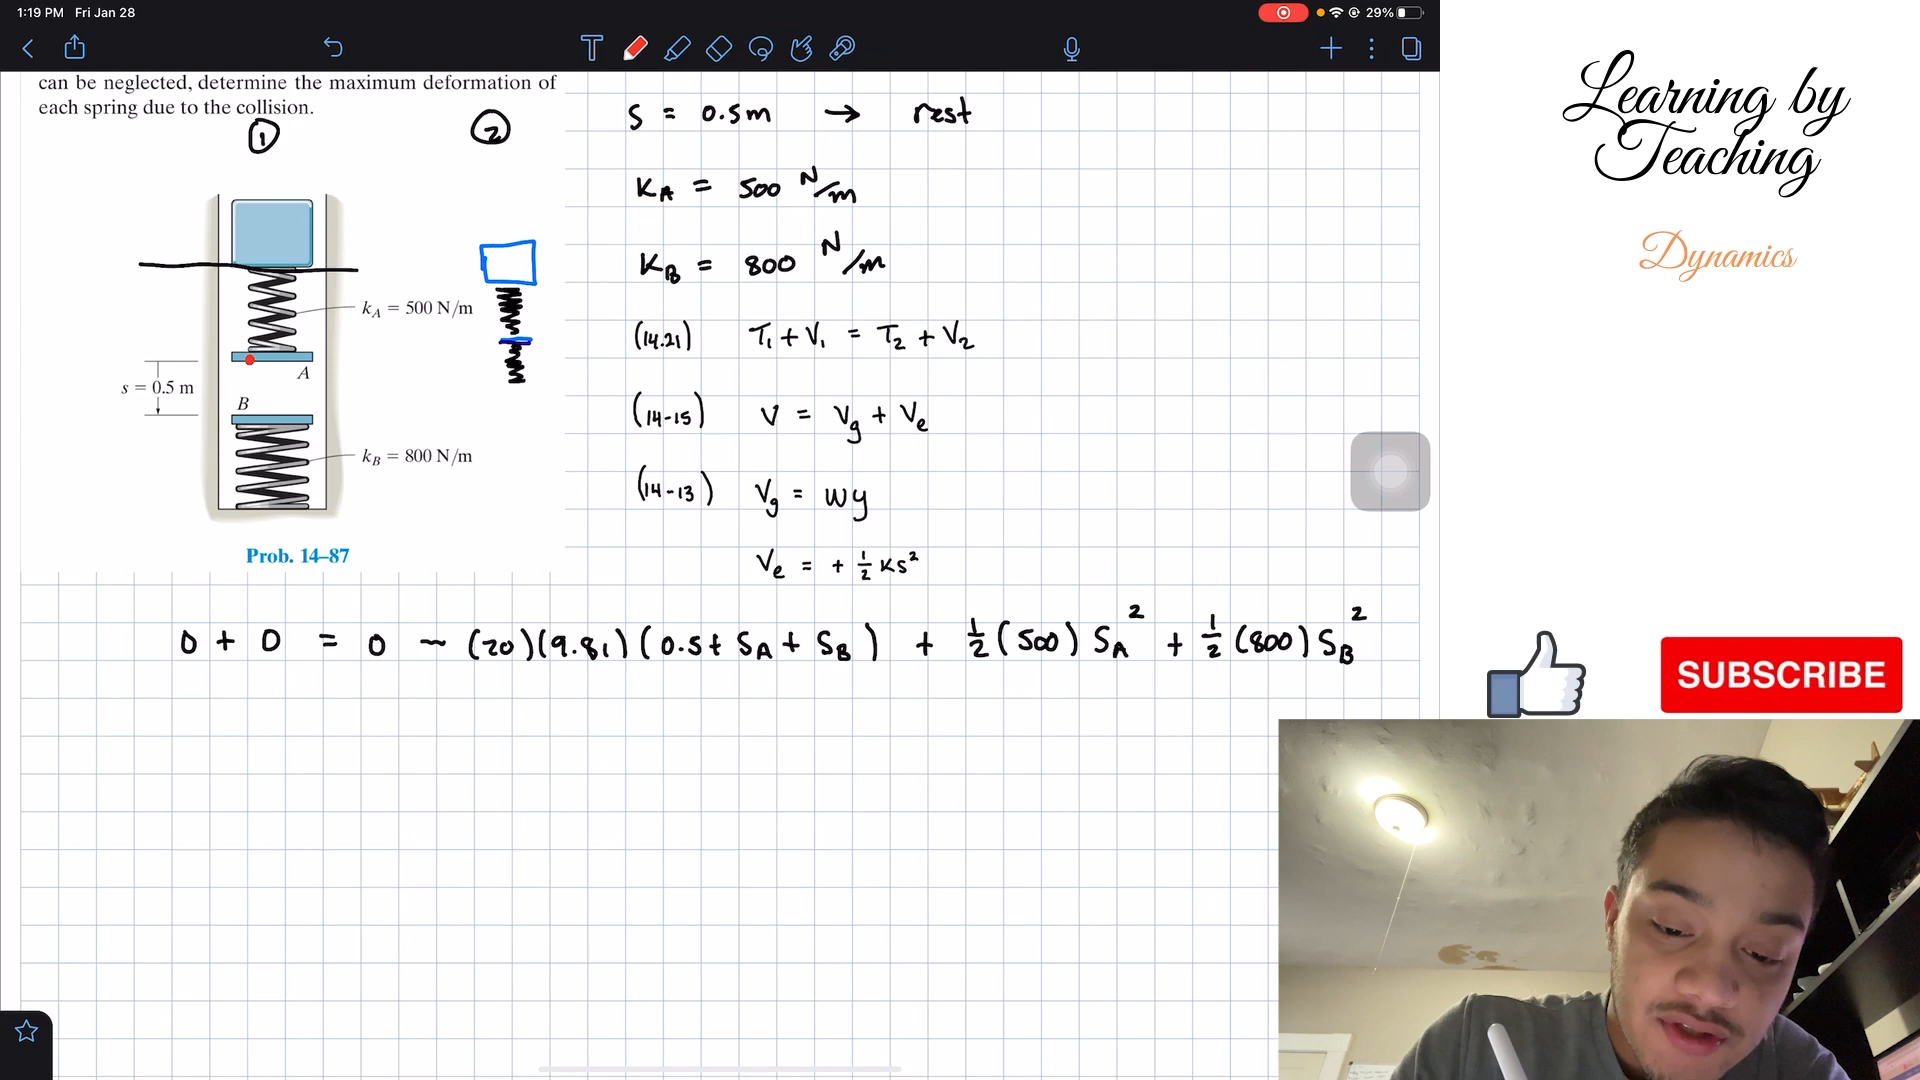 1:19 PM Fri Jan 28
29%
can be neglected, determine the maximum deformation of
each spring due to the collision.
1
2
kA = 500 N/m
A
s = 0.5 m
B
kB = 800 N/m
Prob. 14–87
S = 0.5m → rest
KA = 500 N/m
KB = 800 N/m
(14.21) T1 + V1 = T2 + V2
(14-15) V = Vg + Ve
(14-13) Vg = Wy
Ve = + 1/2 KS²
0 + 0 = 0 - (20)(9.81)(0.5 + SA + SB) + 1/2 (500) SA² + 1/2 (800) SB²
Learning by
Teaching
Dynamics
SUBSCRIBE